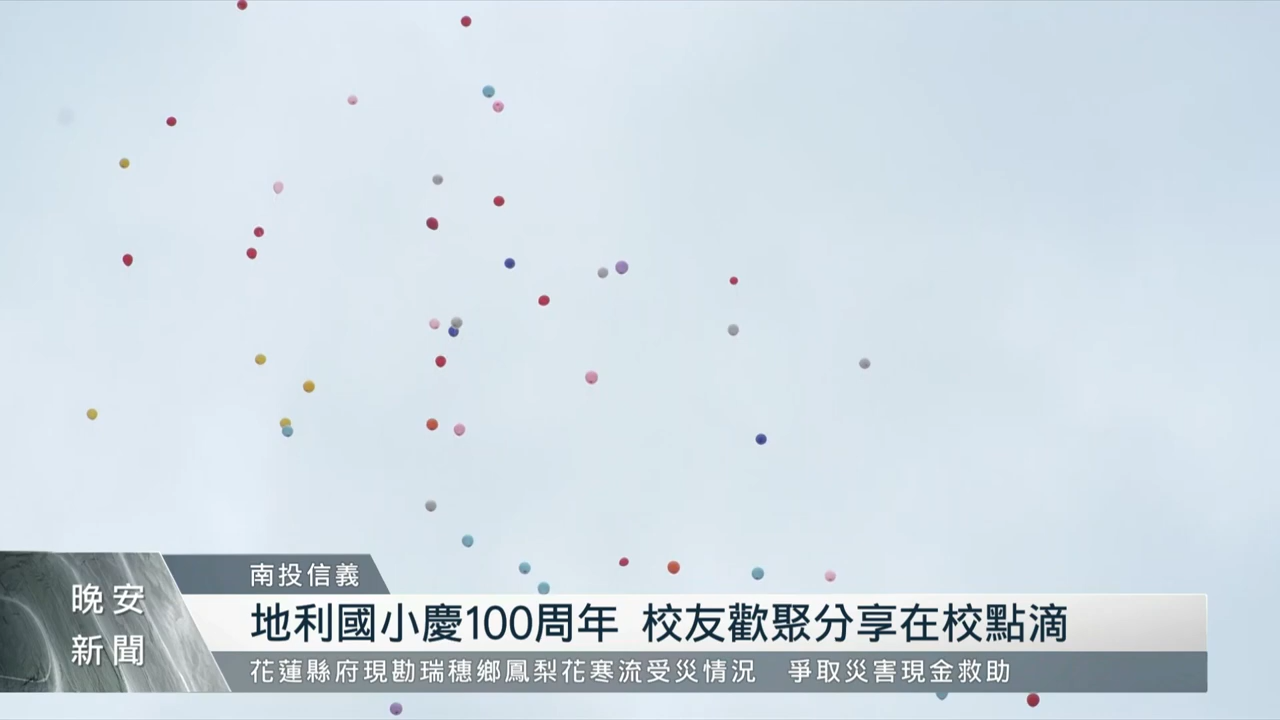 南投信義
晚安
新聞
地利國小慶100周年 校友歡聚分享在校點滴
花蓮縣府現勘瑞穗鄉鳳梨花寒流受災情況 爭取災害現金救助